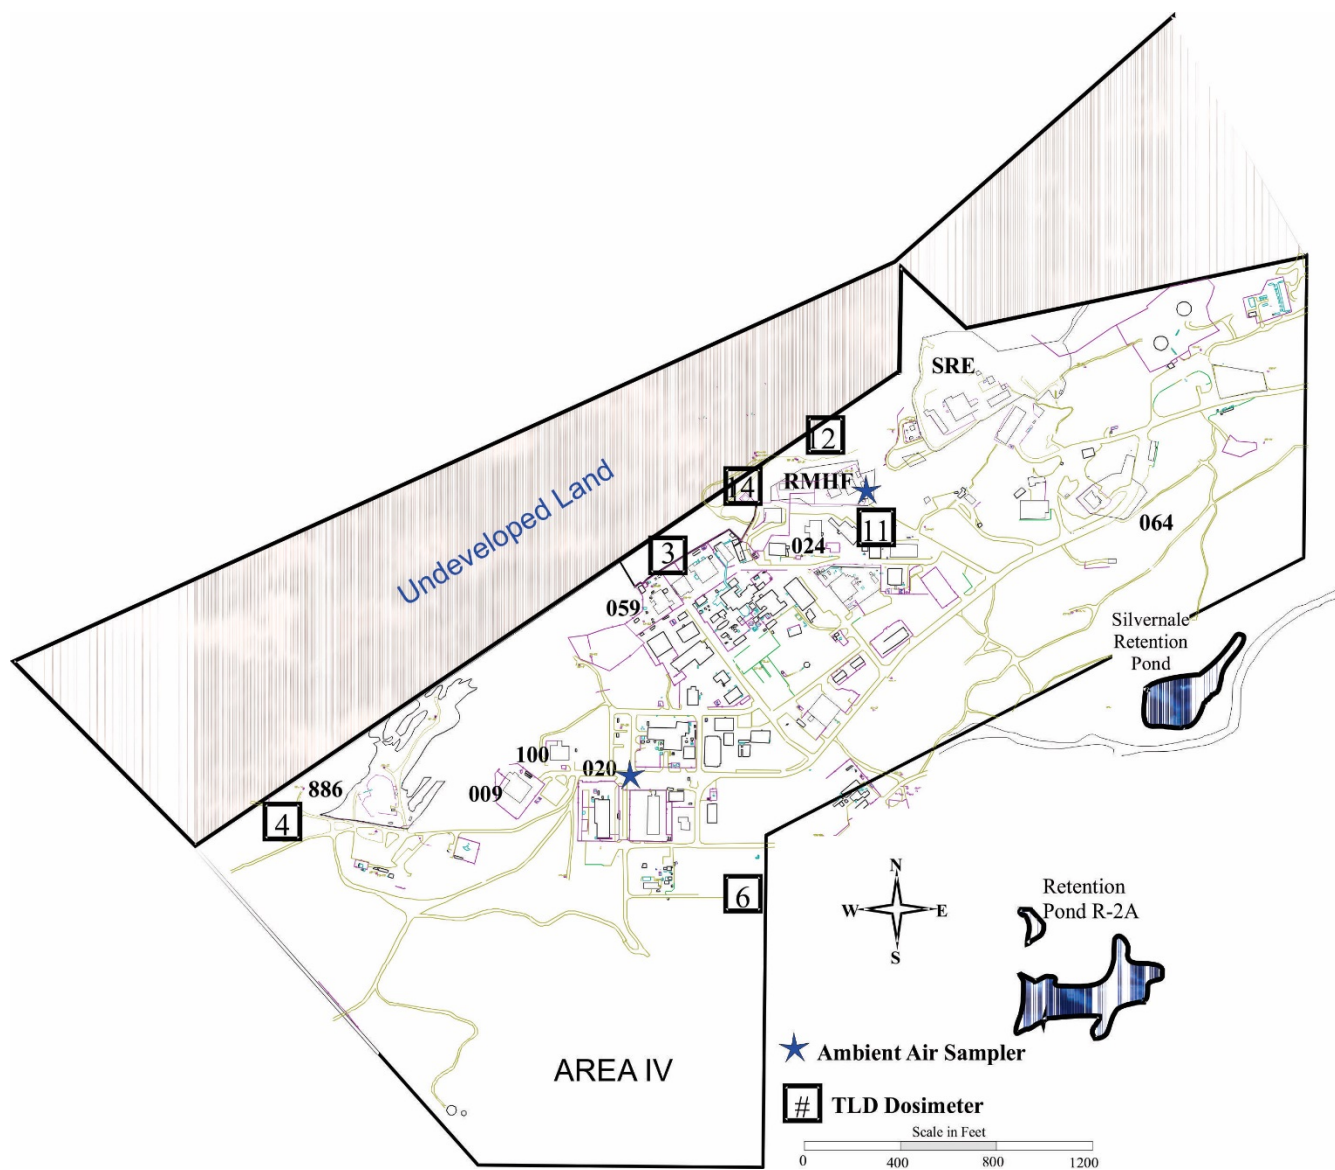 SRE
12
RMHF
14
11
064
024
3
Undeveloped Land
059
Silvernale
Retention
Pond
100
020
886
009
4
6
N
W
E
S
Retention
Pond R-2A
Ambient Air Sampler
AREA IV
# TLD Dosimeter
Scale in Feet
0 400 800 1200